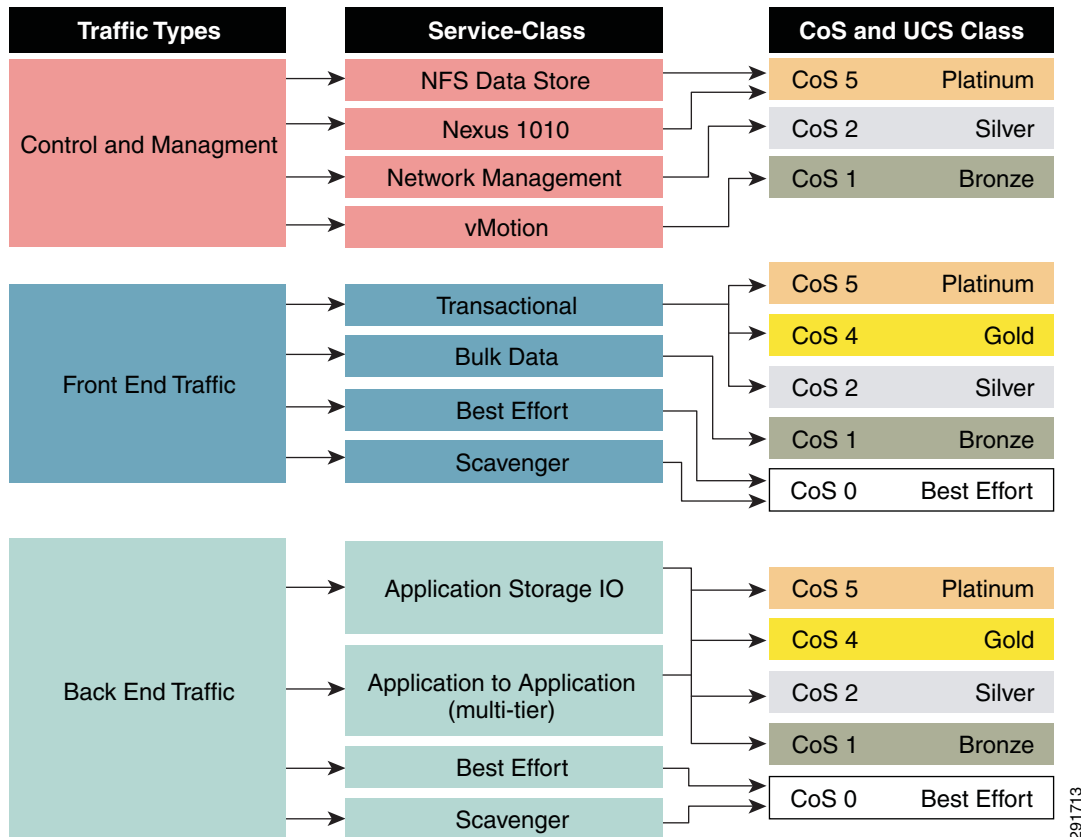 Traffic Types
Service-Class
CoS and UCS Class
Control and Managment
NFS Data Store
Nexus 1010
Network Management
vMotion
CoS 5 Platinum
CoS 2 Silver
CoS 1 Bronze
Front End Traffic
Transactional
Bulk Data
Best Effort
Scavenger
CoS 5 Platinum
CoS 4 Gold
CoS 2 Silver
CoS 1 Bronze
CoS 0 Best Effort
Back End Traffic
Application Storage IO
Application to Application
(multi-tier)
Best Effort
Scavenger
CoS 5 Platinum
CoS 4 Gold
CoS 2 Silver
CoS 1 Bronze
CoS 0 Best Effort
291713